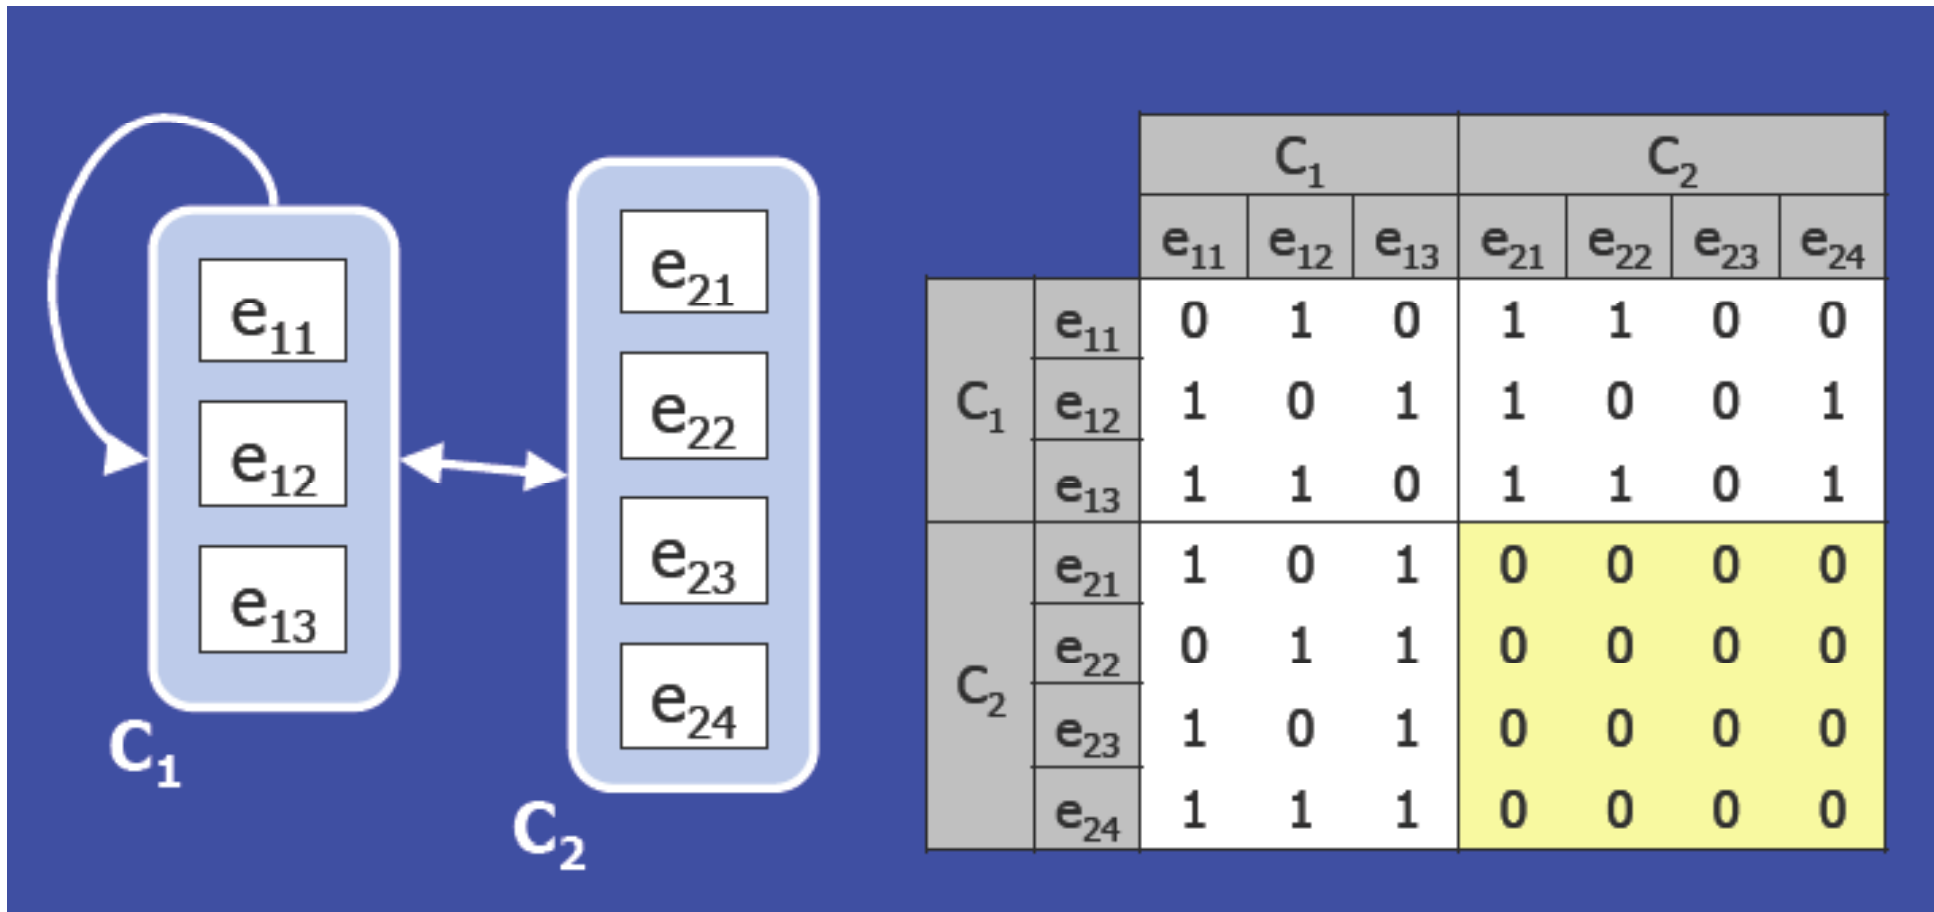 e11
e12
e13
C1
e21
e22
e23
e24
C2
C1 C2
e11 e12 e13 e21 e22 e23 e24
C1 e11 0 1 0 1 1 0 0
e12 1 0 1 1 0 0 1
e13 1 1 0 1 1 0 1
C2 e21 1 0 1 0 0 0 0
e22 0 1 1 0 0 0 0
e23 1 0 1 0 0 0 0
e24 1 1 1 0 0 0 0